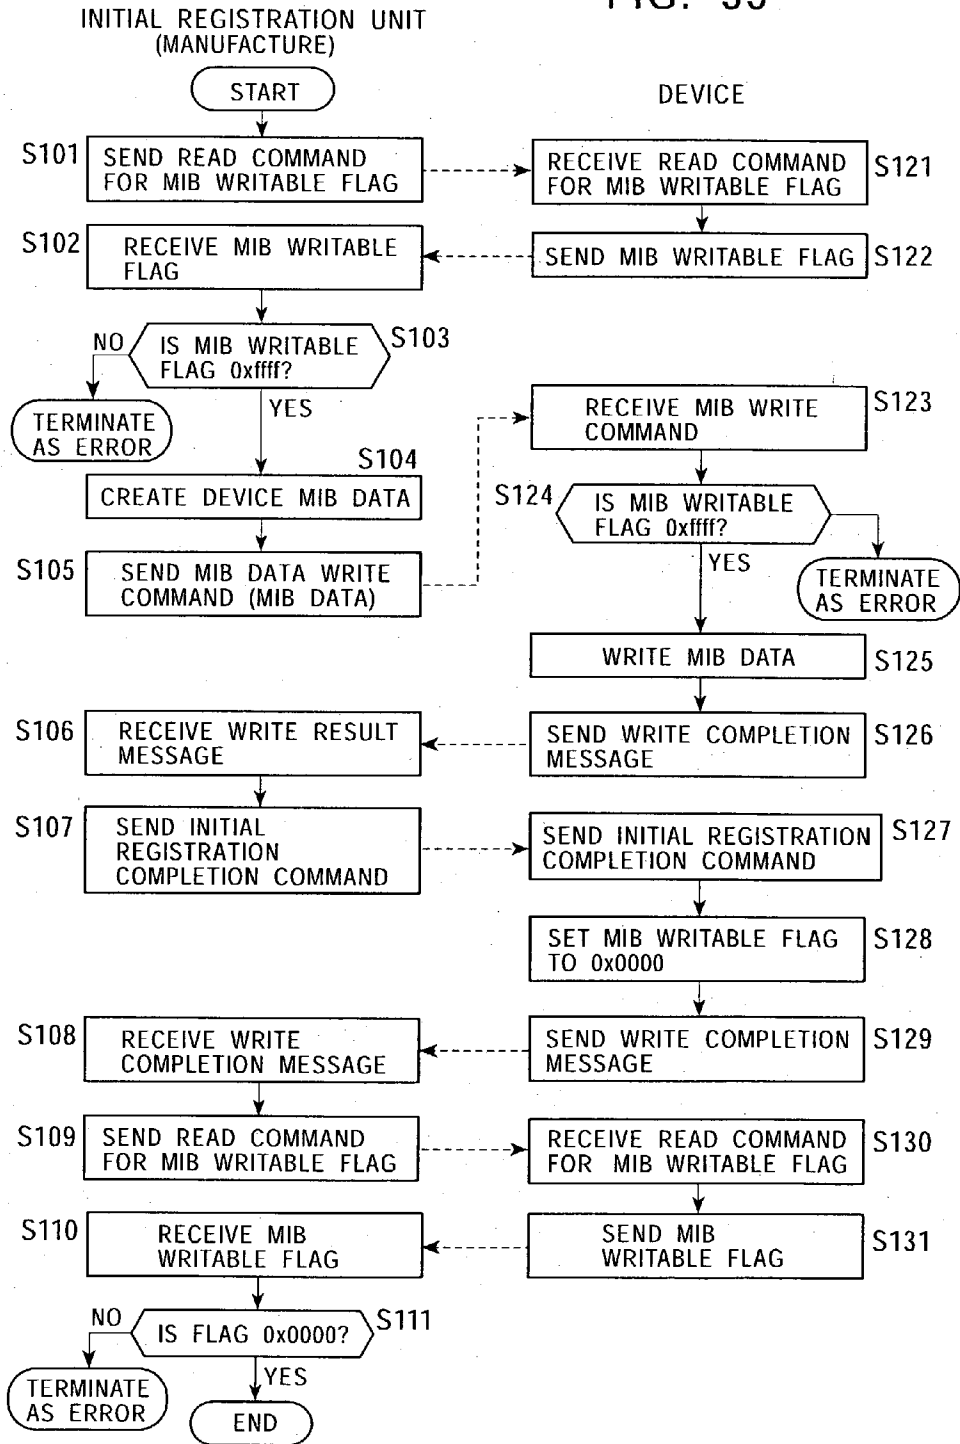 INITIAL REGISTRATION UNIT
(MANUFACTURE)
START
DEVICE
S101
SEND READ COMMAND
FOR MIB WRITABLE FLAG
RECEIVE READ COMMAND
FOR MIB WRITABLE FLAG
S121
S102
RECEIVE MIB WRITABLE
FLAG
SEND MIB WRITABLE FLAG
S122
IS MIB WRITABLE
FLAG 0xffff?
S103
NO
YES
TERMINATE
AS ERROR
RECEIVE MIB WRITE
COMMAND
S123
S104
CREATE DEVICE MIB DATA
S124
IS MIB WRITABLE
FLAG 0xffff?
YES
TERMINATE
AS ERROR
S105
SEND MIB DATA WRITE
COMMAND (MIB DATA)
WRITE MIB DATA
S125
S106
RECEIVE WRITE RESULT
MESSAGE
SEND WRITE COMPLETION
MESSAGE
S126
S107
SEND INITIAL
REGISTRATION
COMPLETION COMMAND
SEND INITIAL REGISTRATION
COMPLETION COMMAND
S127
SET MIB WRITABLE FLAG
TO 0x0000
S128
S108
RECEIVE WRITE
COMPLETION MESSAGE
SEND WRITE COMPLETION
MESSAGE
S129
S109
SEND READ COMMAND
FOR MIB WRITABLE FLAG
RECEIVE READ COMMAND
FOR MIB WRITABLE FLAG
S130
S110
RECEIVE MIB
WRITABLE FLAG
SEND MIB
WRITABLE FLAG
S131
NO
IS FLAG 0x0000?
S111
YES
TERMINATE
AS ERROR
END